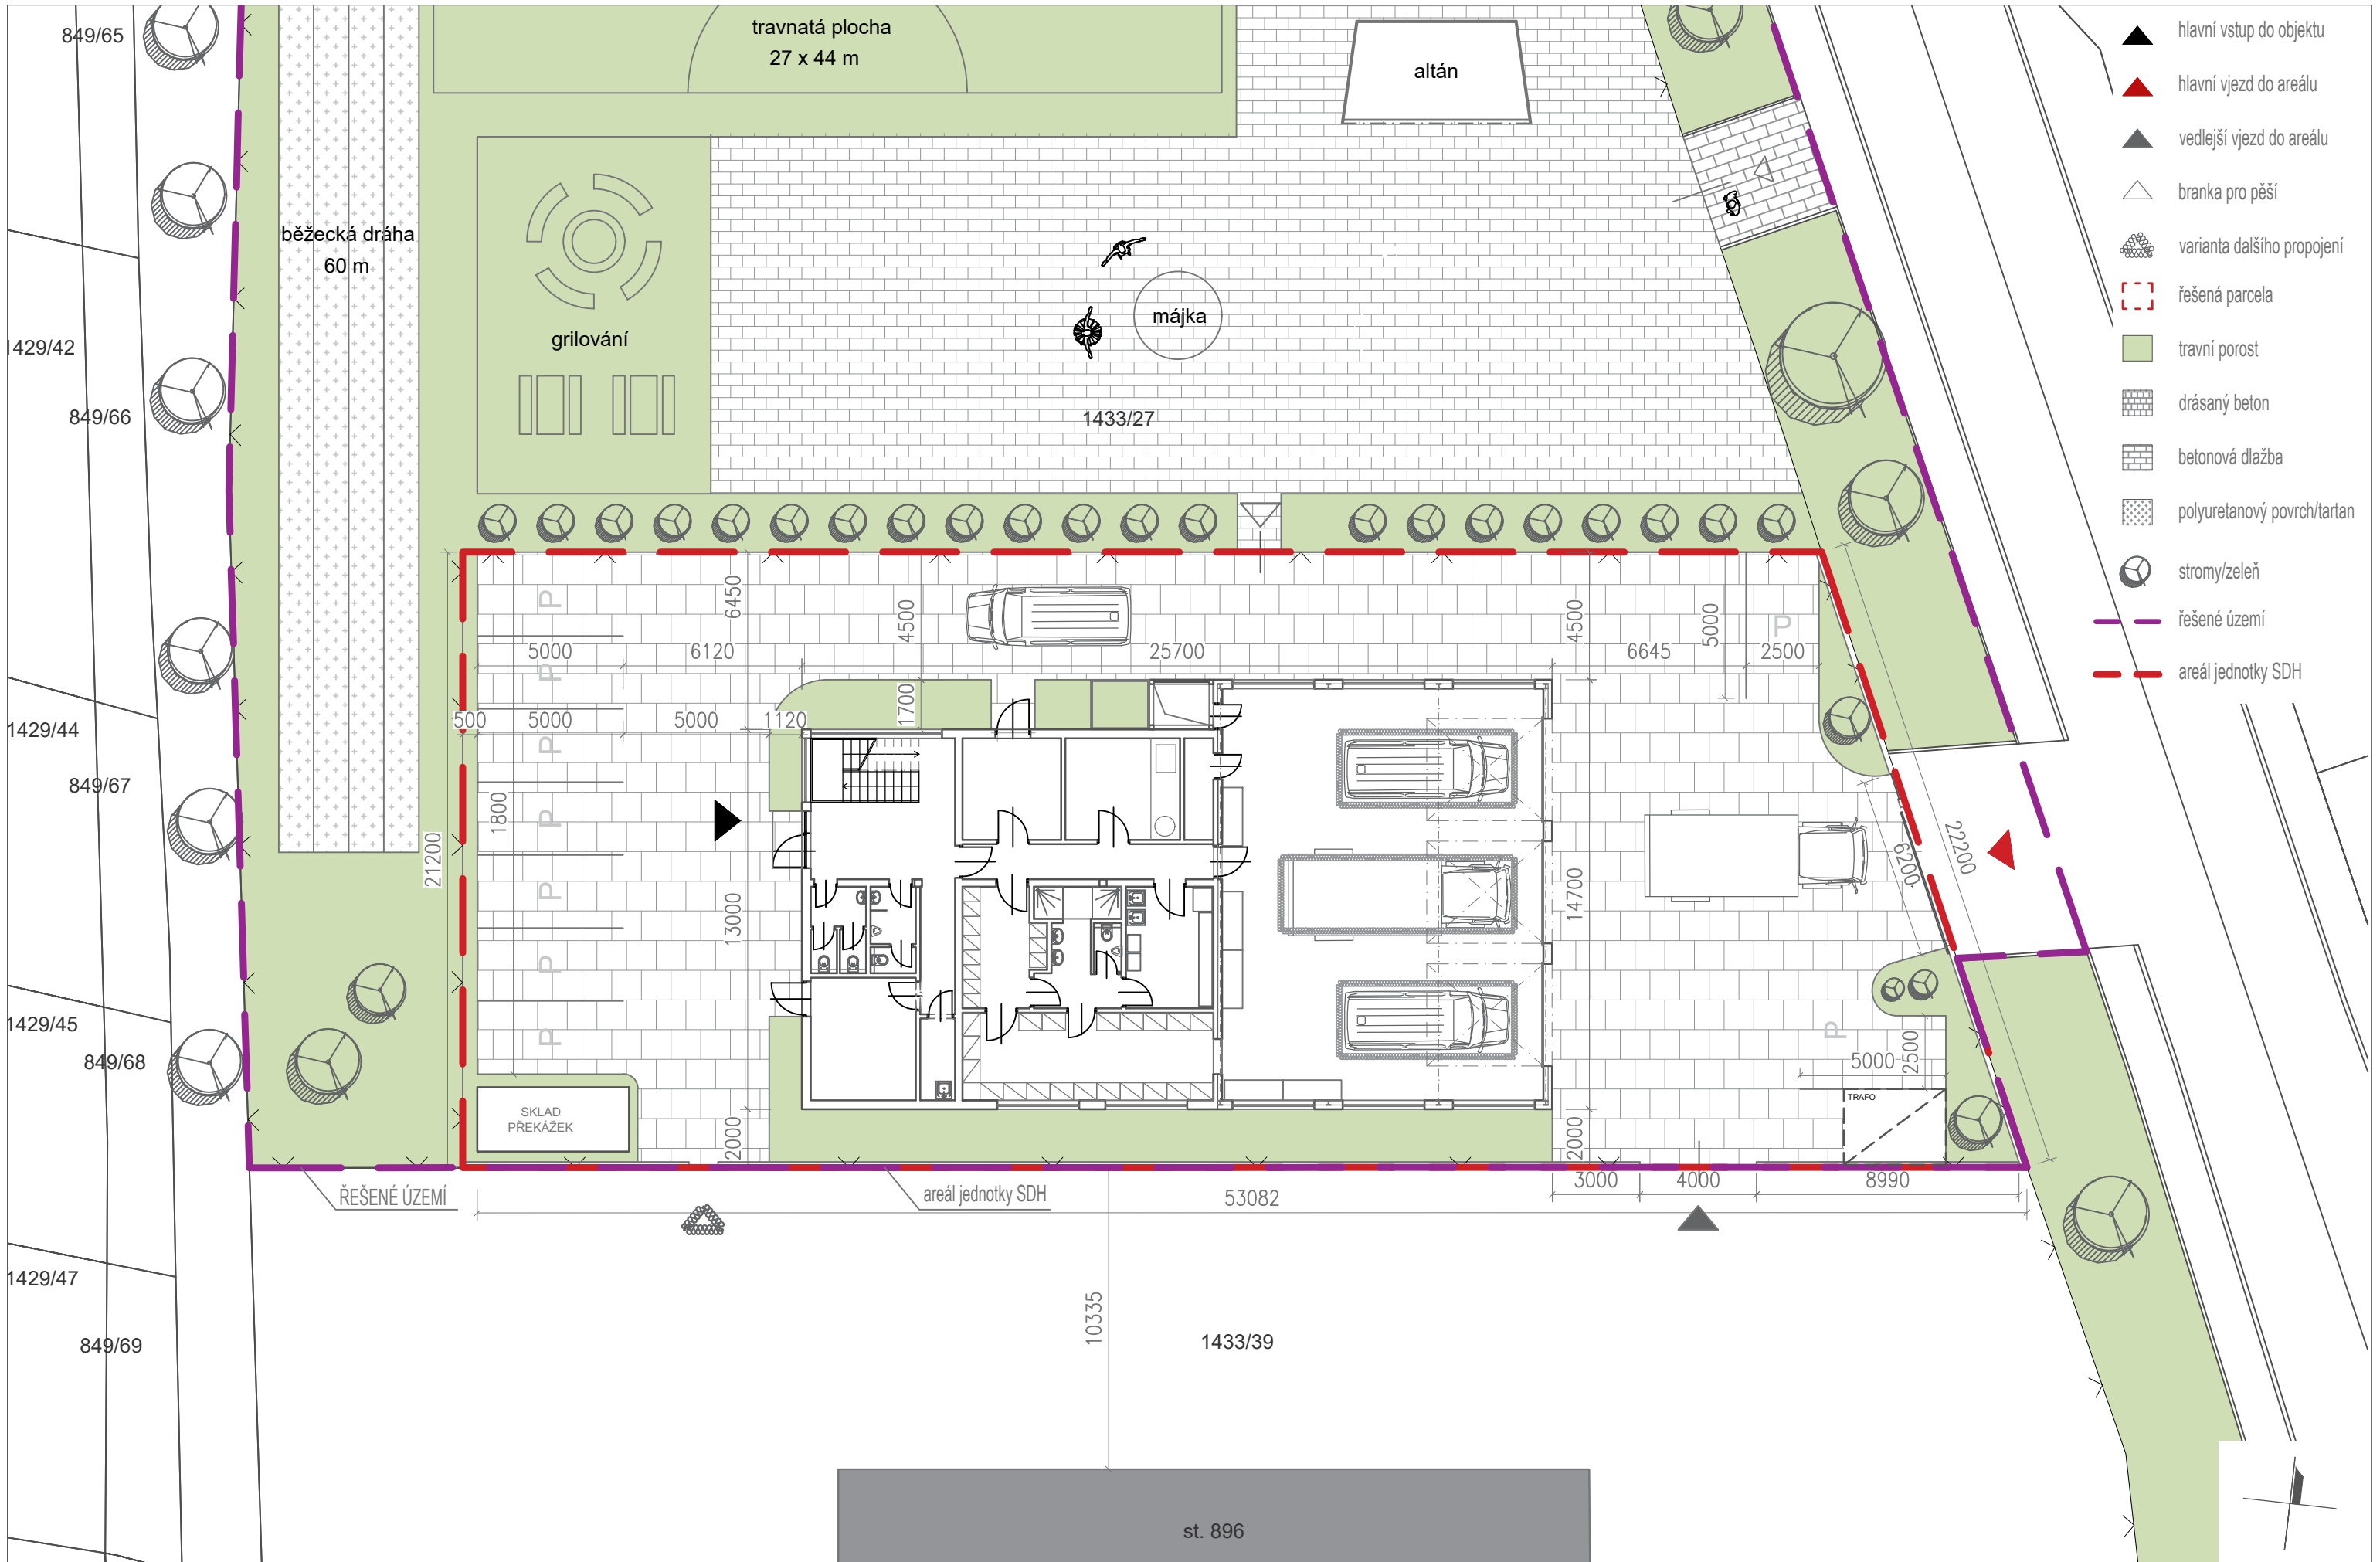 849/65
1429/42
849/66
1429/44
849/67
1429/45
849/68
1429/47
849/69
travnatá plocha
27 x 44 m
altán
běžecká dráha
60 m
grilování
májka
1433/27
P
P
P
P
P
P
P
P
P
6450
4500
4500
5000
5000
6120
25700
6645
2500
500
5000
5000
1120
1700
1800
21200
13000
14700
6200
22200
2500
5000
2000
2000
SKLAD
PŘEKÁŽEK
TRAFO
ŘEŠENÉ ÚZEMÍ
areál jednotky SDH
53082
3000
4000
8990
10335
1433/39
st. 896
hlavní vstup do objektu
hlavní vjezd do areálu
vedlejší vjezd do areálu
branka pro pěší
varianta dalšího propojení
řešená parcela
travní porost
drásaný beton
betonová dlažba
polyuretanový povrch/tartan
stromy/zeleň
řešené území
areál jednotky SDH